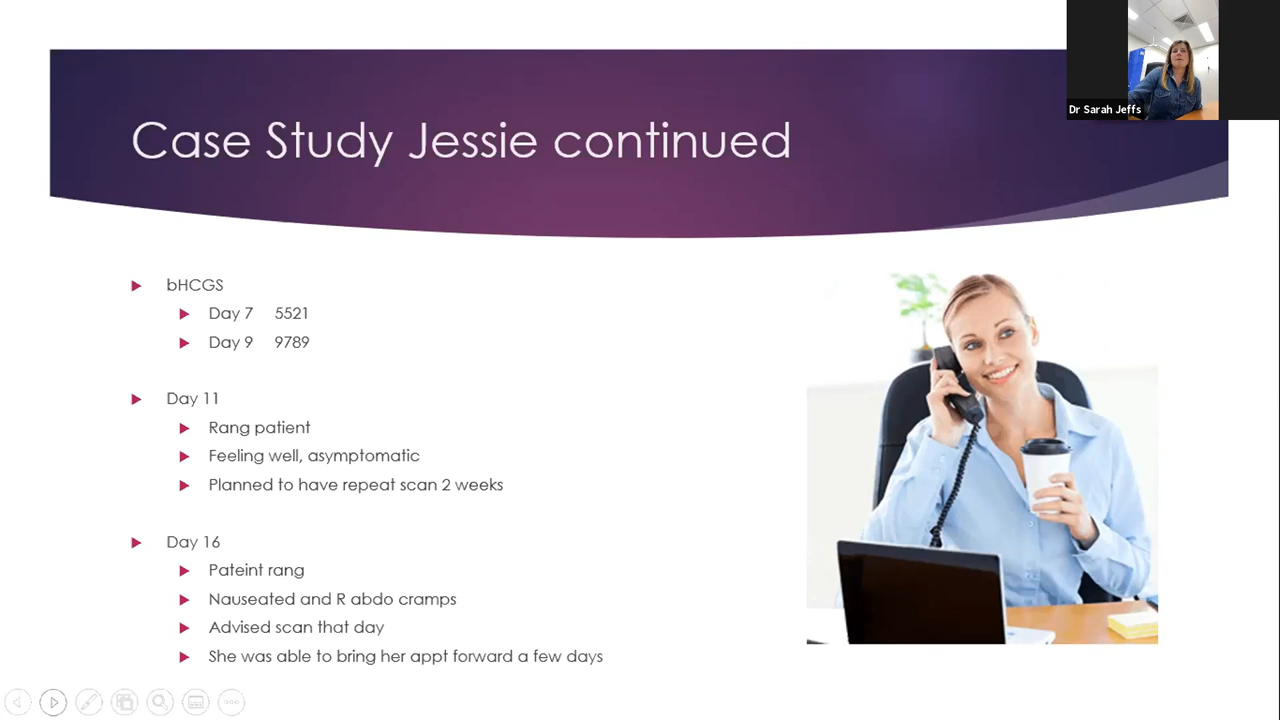 Dr Sarah Jeffs
Case Study Jessie continued
bHCGS
Day 7 5521
Day 9 9789
Day 11
Rang patient
Feeling well, asymptomatic
Planned to have repeat scan 2 weeks
Day 16
Pateint rang
Nauseated and R abdo cramps
Advised scan that day
She was able to bring her appt forward a few days